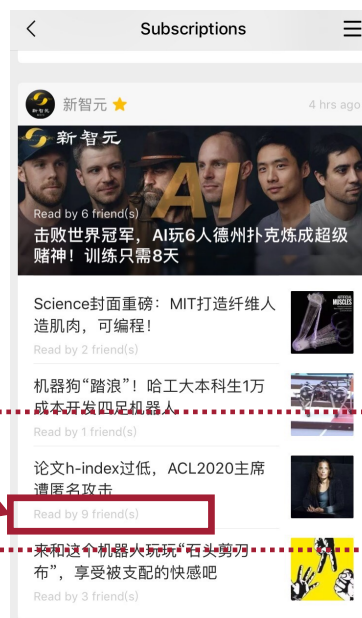 Subscriptions
新智元
4 hrs ago
新智元
AI
Read by 6 friend(s)
击败世界冠军，AI玩6人德州扑克炼成超级
赌神！训练只需8天
Science封面重磅：MIT打造纤维人
造肌肉，可编程！
ARTIFICIAL
MUSCLES
Read by 2 friend(s)
机器狗“踏浪”！哈工大本科生1万
成本开发四足机器人
Read by 1 friend(s)
论文h-index过低，ACL2020主席
遭匿名攻击
Read by 9 friend(s)
来和这个机器人玩玩“石头剪刀
布”，享受被支配的快感吧
Read by 3 friend(s)